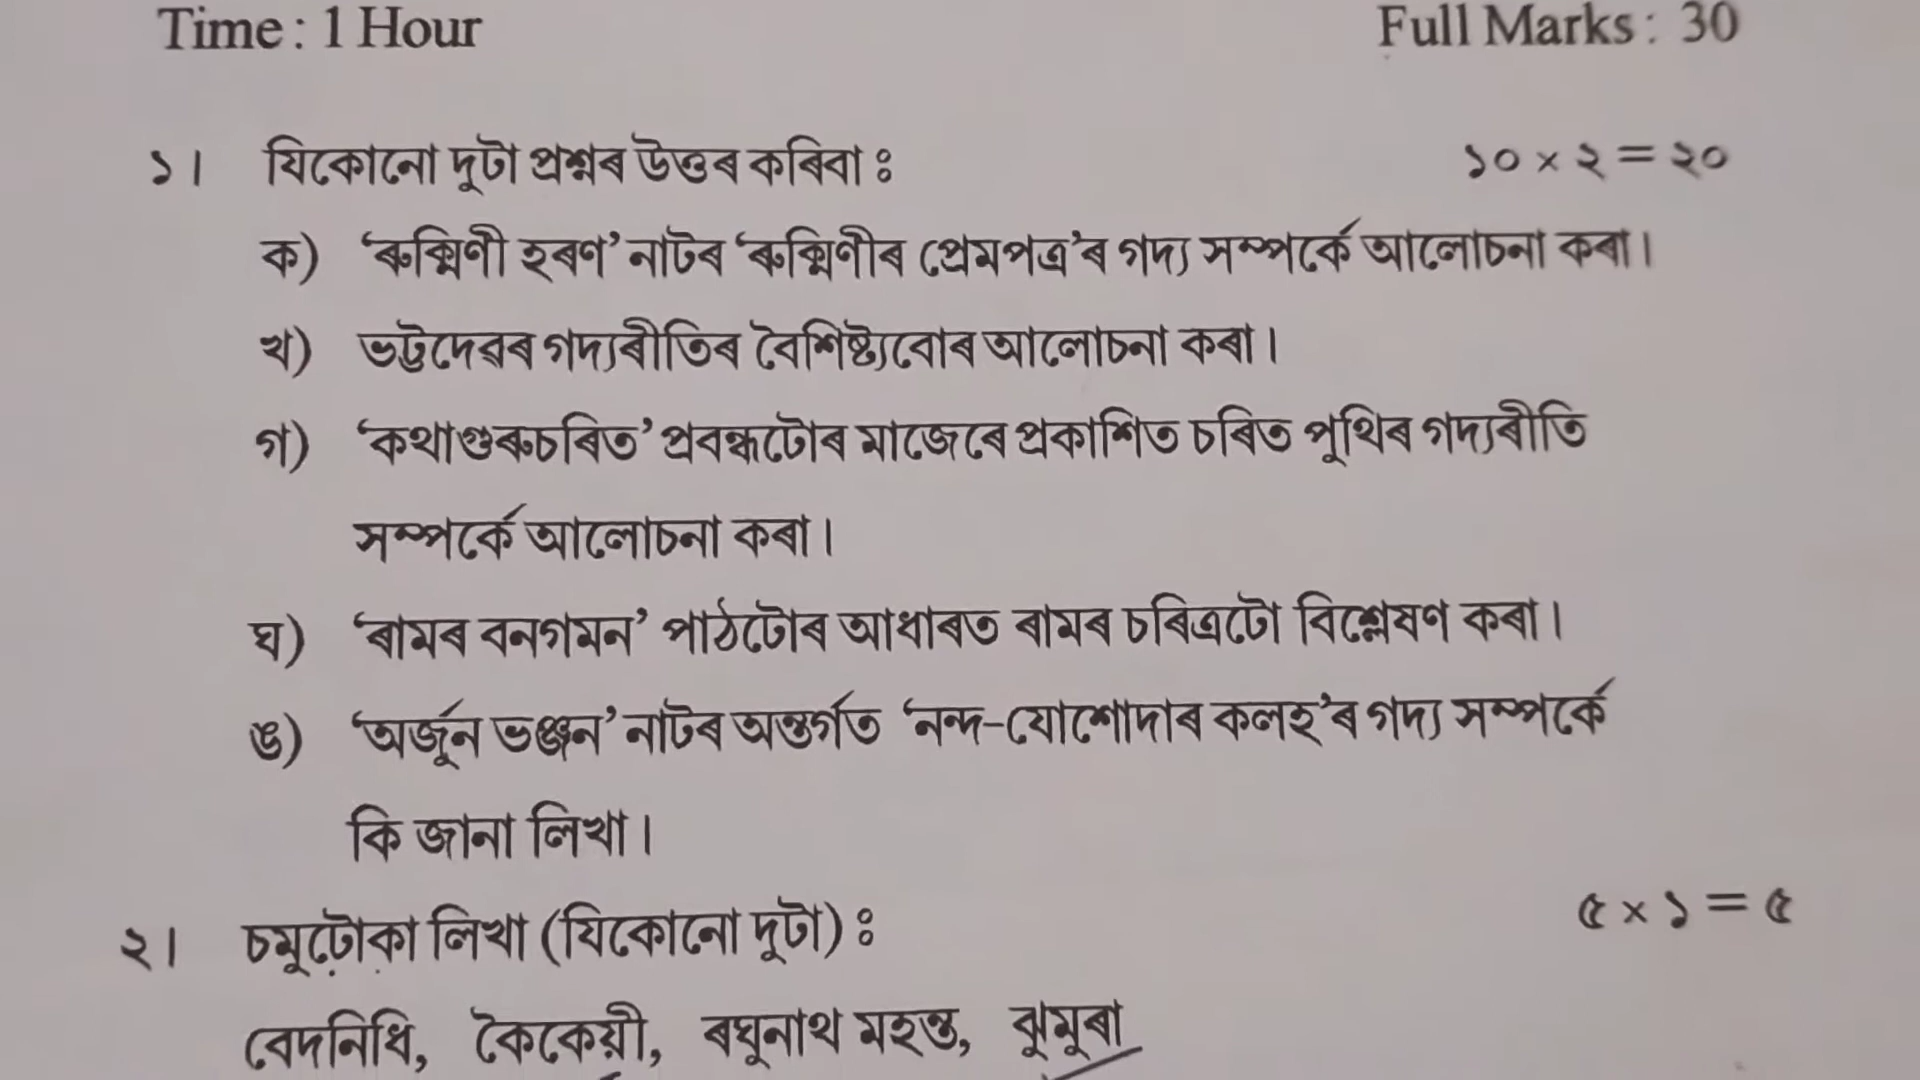 Time : 1 Hour Full Marks : 30
১। যিকোনো দুটা প্ৰশ্নৰ উত্তৰ কৰিবা ঃ ১০ × ২ = ২০
ক) ‘ৰুক্মিণী হৰণ’ নাটৰ ‘ৰুক্মিণীৰ প্ৰেমপত্ৰ’ৰ গদ্য সম্পৰ্কে আলোচনা কৰা।
খ) ভট্টদেৱৰ গদ্যৰীতিৰ বৈশিষ্ট্যবোৰ আলোচনা কৰা।
গ) ‘কথাগুৰুচৰিত’ প্ৰবন্ধটোৰ মাজেৰে প্ৰকাশিত চৰিত পুথিৰ গদ্যৰীতি
সম্পৰ্কে আলোচনা কৰা।
ঘ) ‘ৰামৰ বনগমন’ পাঠটোৰ আধাৰত ৰামৰ চৰিত্ৰটো বিশ্লেষণ কৰা।
ঙ) ‘অৰ্জুন ভঞ্জন’ নাটৰ অন্তৰ্গত ‘নন্দ-যোশোদাৰ কলহ’ৰ গদ্য সম্পৰ্কে
কি জানা লিখা।
২। চমুটোকা লিখা (যিকোনো দুটা) ঃ ৫ × ১ = ৫
বেদনিধি, কৈকেয়ী, ৰঘুনাথ মহন্ত, ঝুমুৰা